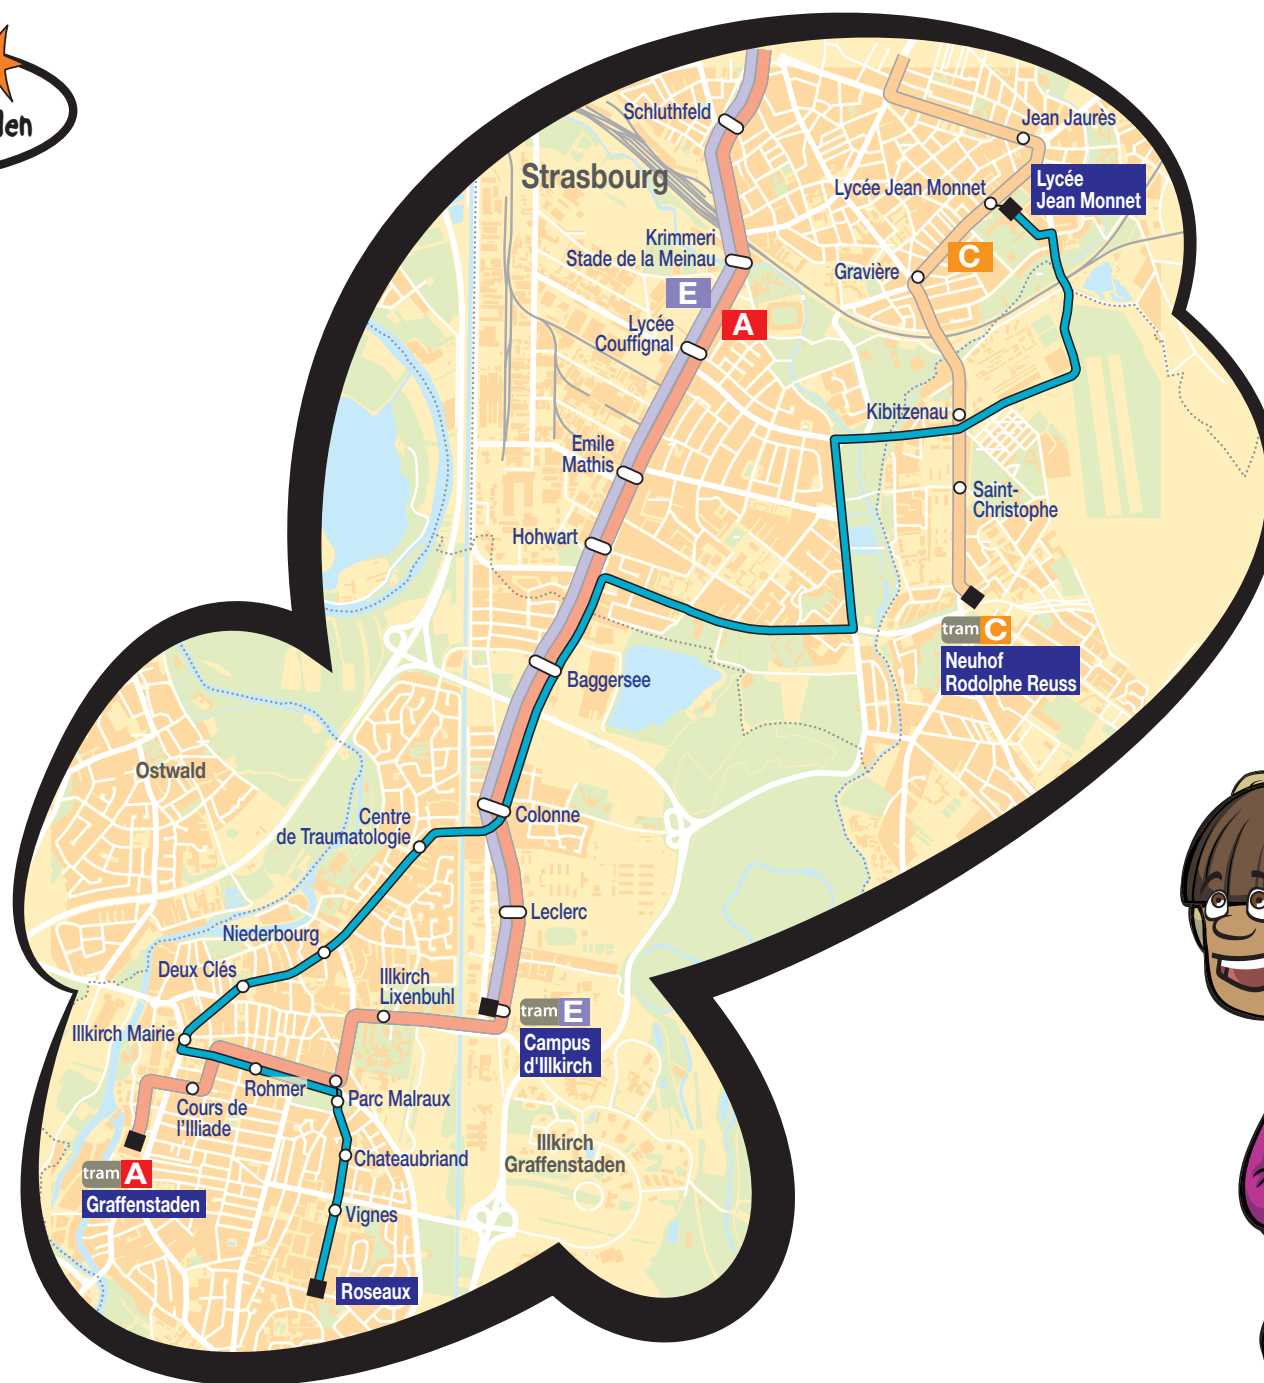 Schluthfeld
Jean Jaurès
Strasbourg
Lycée Jean Monnet
Lycée
Jean Monnet
Krimmeri
Stade de la Meinau
C
Gravière
E
A
Lycée
Couffignal
Kibitzenau
Emile
Mathis
Saint-
Christophe
Hohwart
tram C
Neuhof
Rodolphe Reuss
Baggersee
Ostwald
Centre
de Traumatologie
Colonne
Leclerc
Niederbourg
Deux Clés
Illkirch
Lixenbuhl
Illkirch Mairie
tram E
Campus
d'Illkirch
Rohmer
Parc Malraux
Cours de
l'Illiade
Illkirch
Graffenstaden
Chateaubriand
tram A
Graffenstaden
Vignes
Roseaux